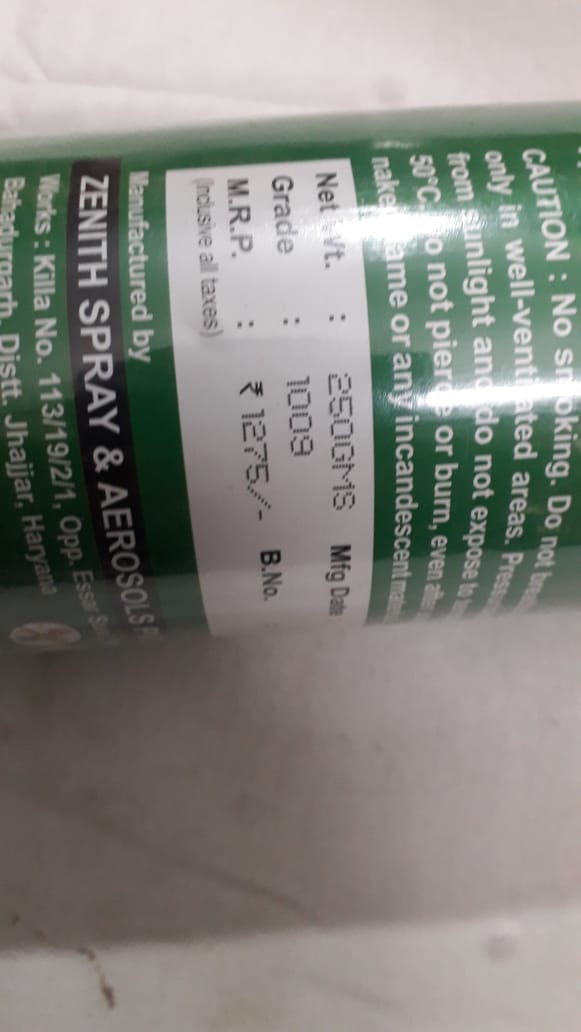 CAUTION : No smoking. Do not
only in well-ventilated areas.
from sunlight and do not expose to
50°C. Do not pierce or burn, even after
naked flame or any incandescent
Net Wt. : 250GMS Mfg Date
Grade : 1009
M.R.P. : ₹ 1275/- B.No.
(Inclusive all taxes)
Manufactured by
ZENITH SPRAY & AEROSOLS
Works : Killa No. 113/19/2/1, Opp. Essar
Bahadurgarh, Distt. Jhajjar, Haryana